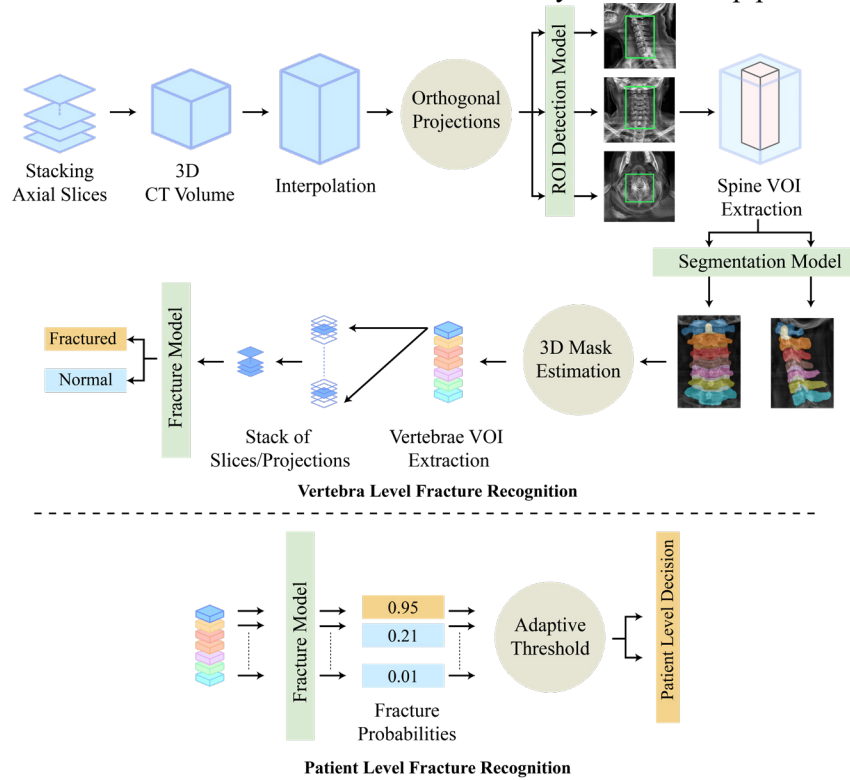 Stacking
Axial Slices
3D
CT Volume
Interpolation
Orthogonal
Projections
ROI Detection Model
Spine VOI
Extraction
Segmentation Model
3D Mask
Estimation
Vertebrae VOI
Extraction
Stack of
Slices/Projections
Fracture Model
Fractured
Normal
Vertebra Level Fracture Recognition
Fracture Model
0.95
0.21
0.01
Fracture
Probabilities
Adaptive
Threshold
Patient Level Decision
Patient Level Fracture Recognition